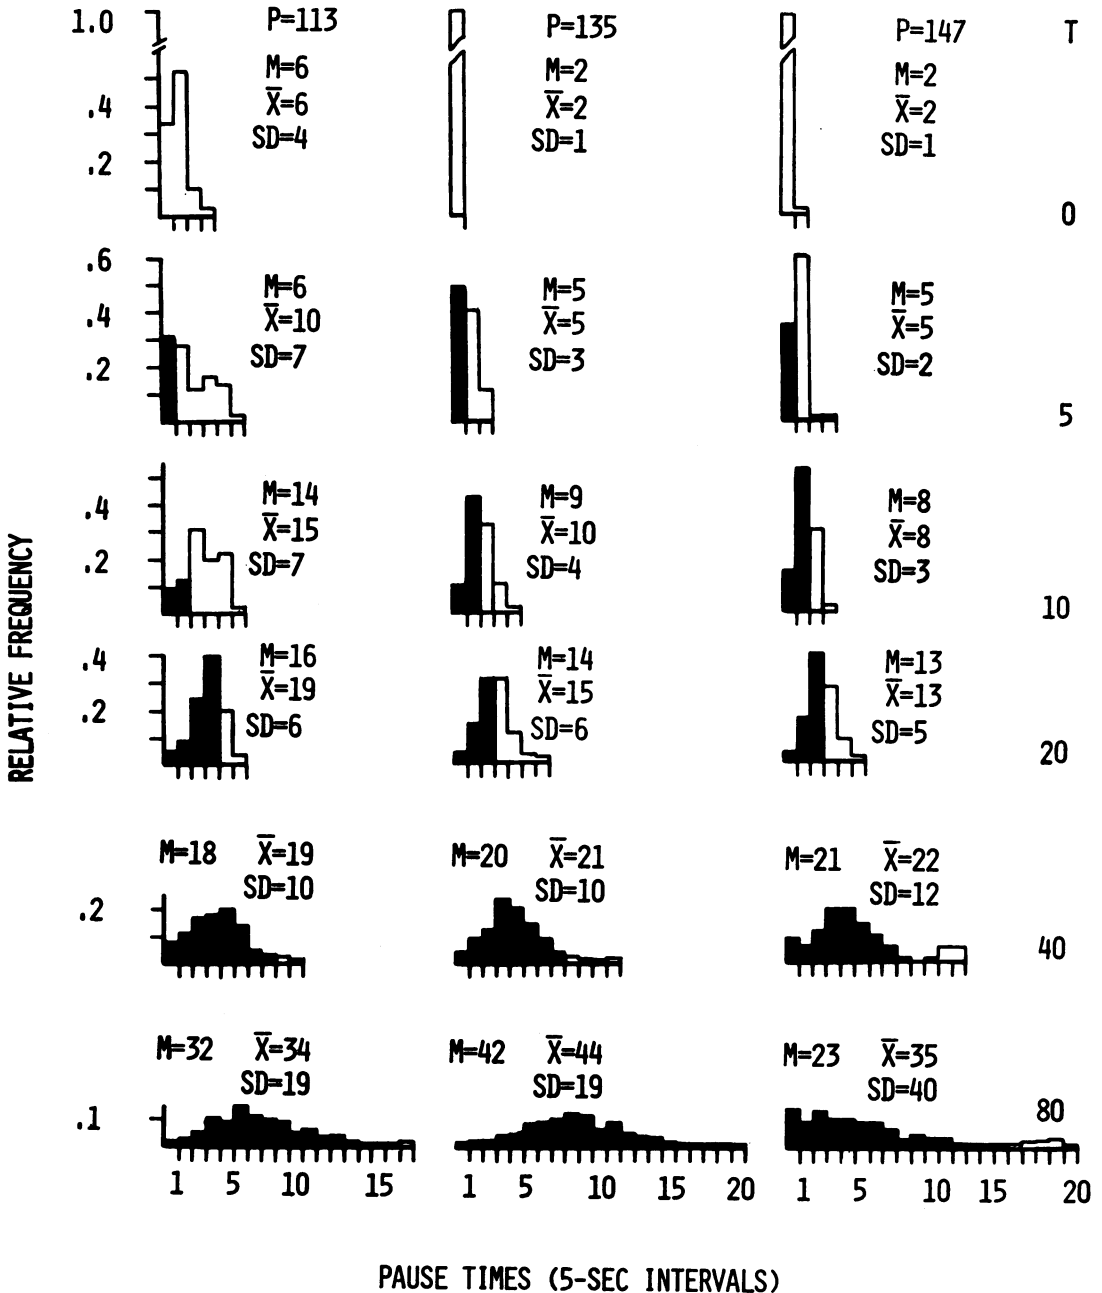 1.0 P=113 P=135 P=147 T
M=6 M=2 M=2
.4 X̄=6 X̄=2 X̄=2
SD=4 SD=1 SD=1
.2
0
.6
M=6 M=5 M=5
.4 X̄=10 X̄=5 X̄=5
SD=7 SD=3 SD=2
.2
5
M=14 M=9 M=8
.4 X̄=15 X̄=10 X̄=8
.2 SD=7 SD=4 SD=3
10
.4 M=16 M=14 M=13
X̄=19 X̄=15 X̄=13
.2 SD=6 SD=6 SD=5
20
M=18 X̄=19 M=20 X̄=21 M=21 X̄=22
SD=10 SD=10 SD=12
.2
40
M=32 X̄=34 M=42 X̄=44 M=23 X̄=35
SD=19 SD=19 SD=40
.1 80
1 5 10 15 1 5 10 15 20 1 5 10 15 20
RELATIVE FREQUENCY
PAUSE TIMES (5-SEC INTERVALS)